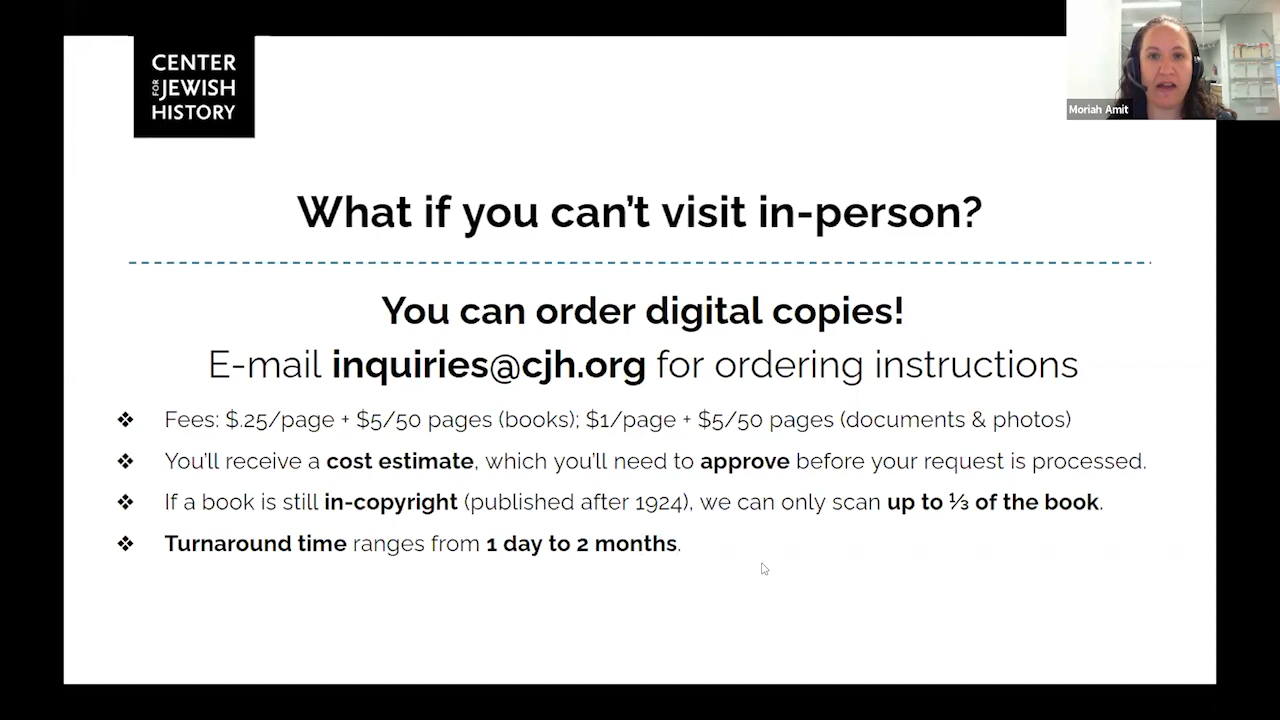 CENTER
FOR JEWISH
HISTORY
Moriah Amit
What if you can't visit in-person?
You can order digital copies!
E-mail inquiries@cjh.org for ordering instructions
❖ Fees: $.25/page + $5/50 pages (books); $1/page + $5/50 pages (documents & photos)
❖ You'll receive a cost estimate, which you'll need to approve before your request is processed.
❖ If a book is still in-copyright (published after 1924), we can only scan up to ⅓ of the book.
❖ Turnaround time ranges from 1 day to 2 months.